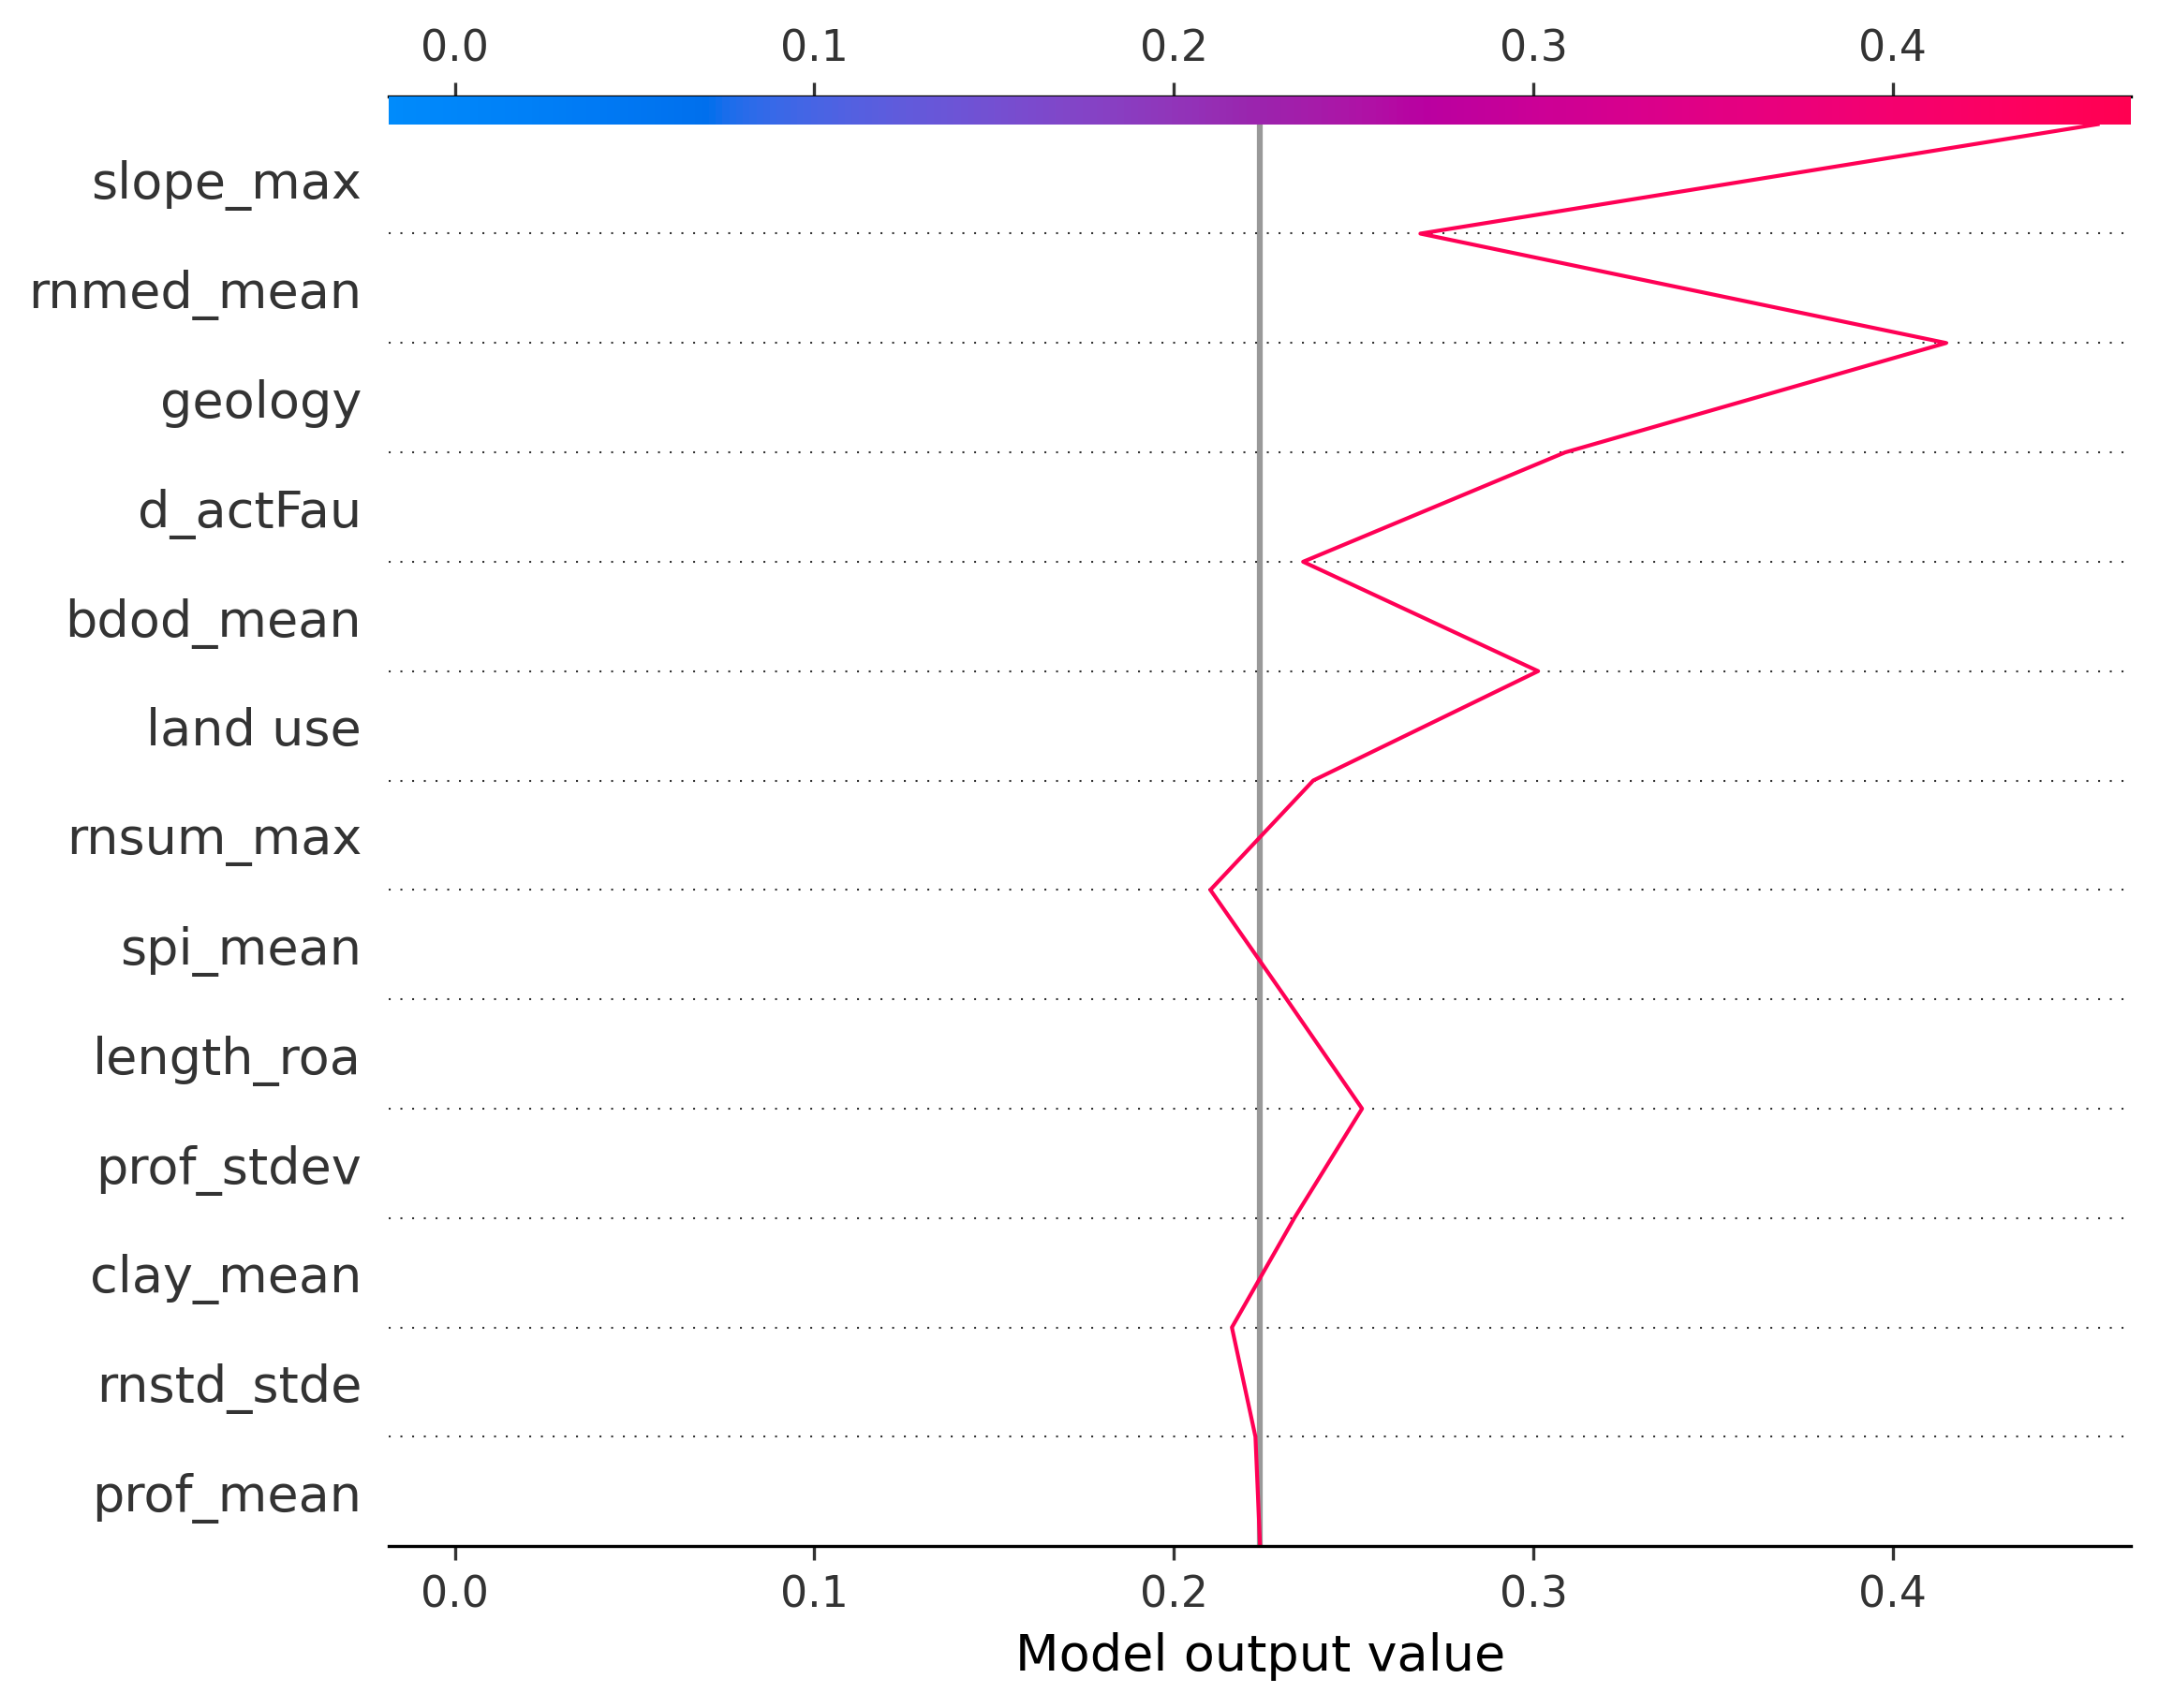 0.0 0.1 0.2 0.3 0.4
slope_max
rnmed_mean
geology
d_actFau
bdod_mean
land use
rnsum_max
spi_mean
length_roa
prof_stdev
clay_mean
rnstd_stde
prof_mean
0.0 0.1 0.2 0.3 0.4
Model output value